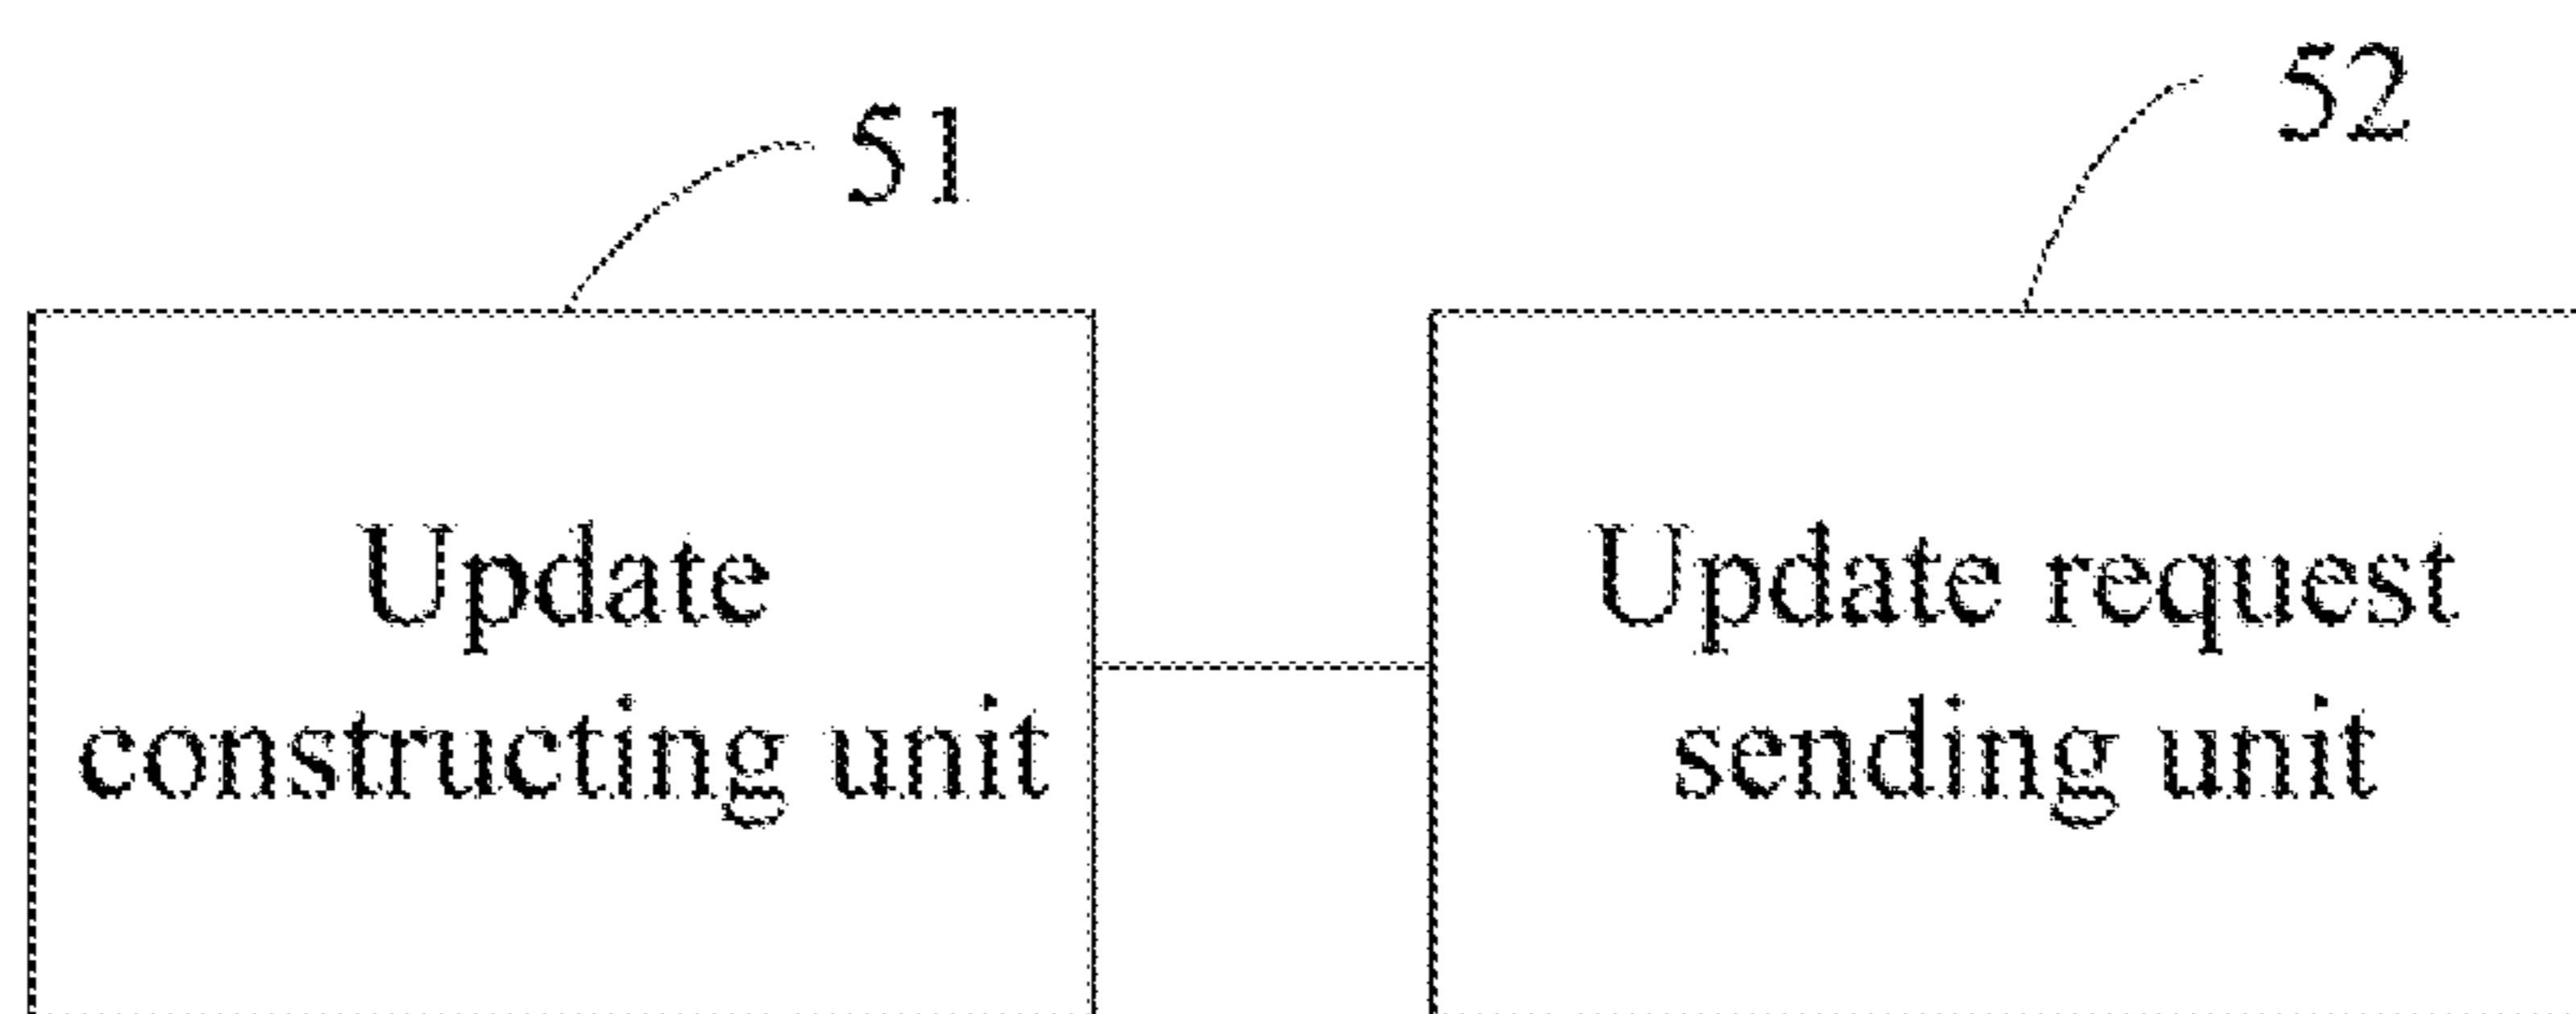 51
52
Update
constructing unit
Update request
sending unit